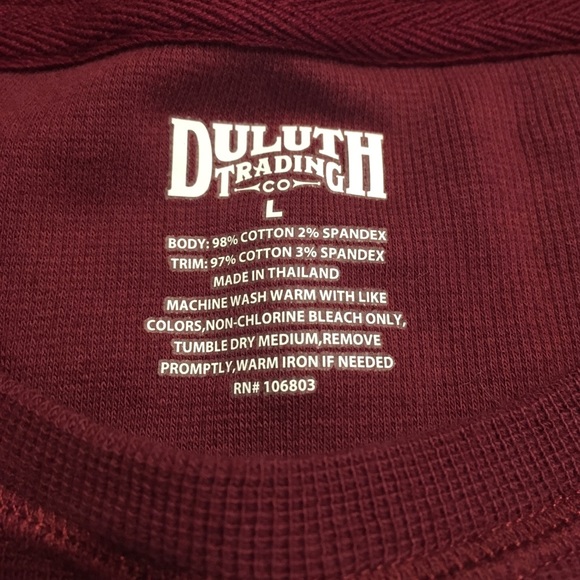 DULUTH
TRADING
CO
L
BODY: 98% COTTON 2% SPANDEX
TRIM: 97% COTTON 3% SPANDEX
MADE IN THAILAND
MACHINE WASH WARM WITH LIKE
COLORS,NON-CHLORINE BLEACH ONLY,
TUMBLE DRY MEDIUM,REMOVE
PROMPTLY,WARM IRON IF NEEDED
RN# 106803